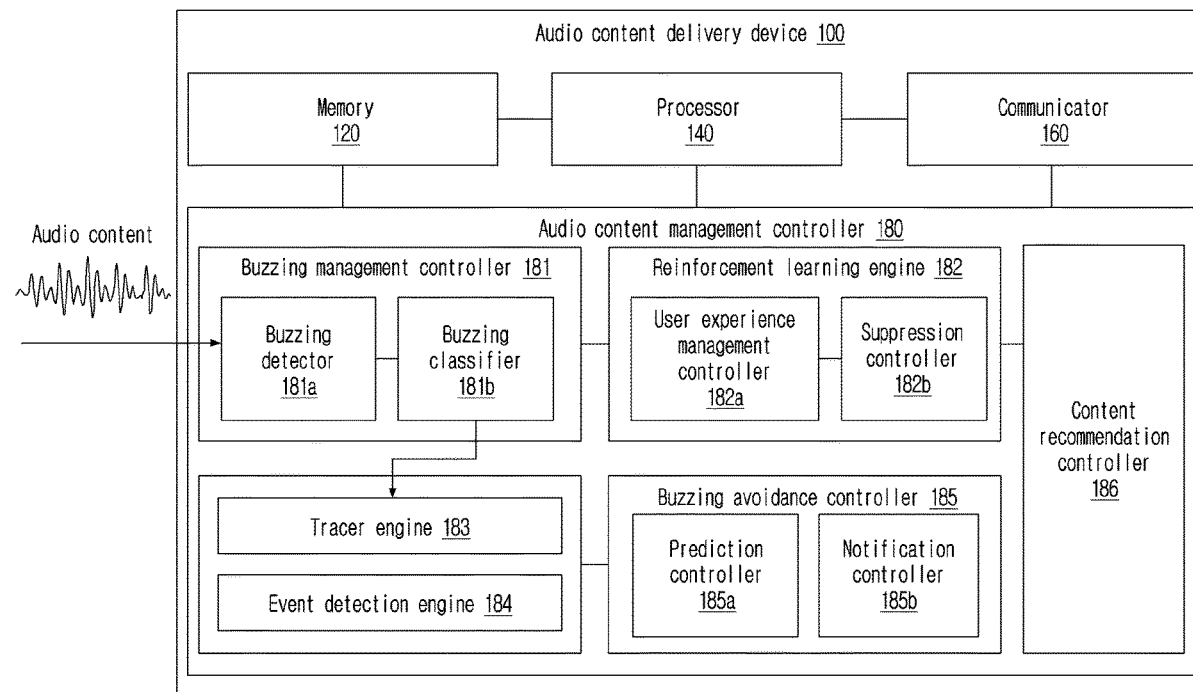 Audio content delivery device 100
Memory
120
Processor
140
Communicator
160
Audio content
Audio content management controller 180
Buzzing management controller 181
Buzzing
detector
181a
Buzzing
classifier
181b
Reinforcement learning engine 182
User experience
management
controller
182a
Suppression
controller
182b
Content
recommendation
controller
186
Tracer engine 183
Event detection engine 184
Buzzing avoidance controller 185
Prediction
controller
185a
Notification
controller
185b